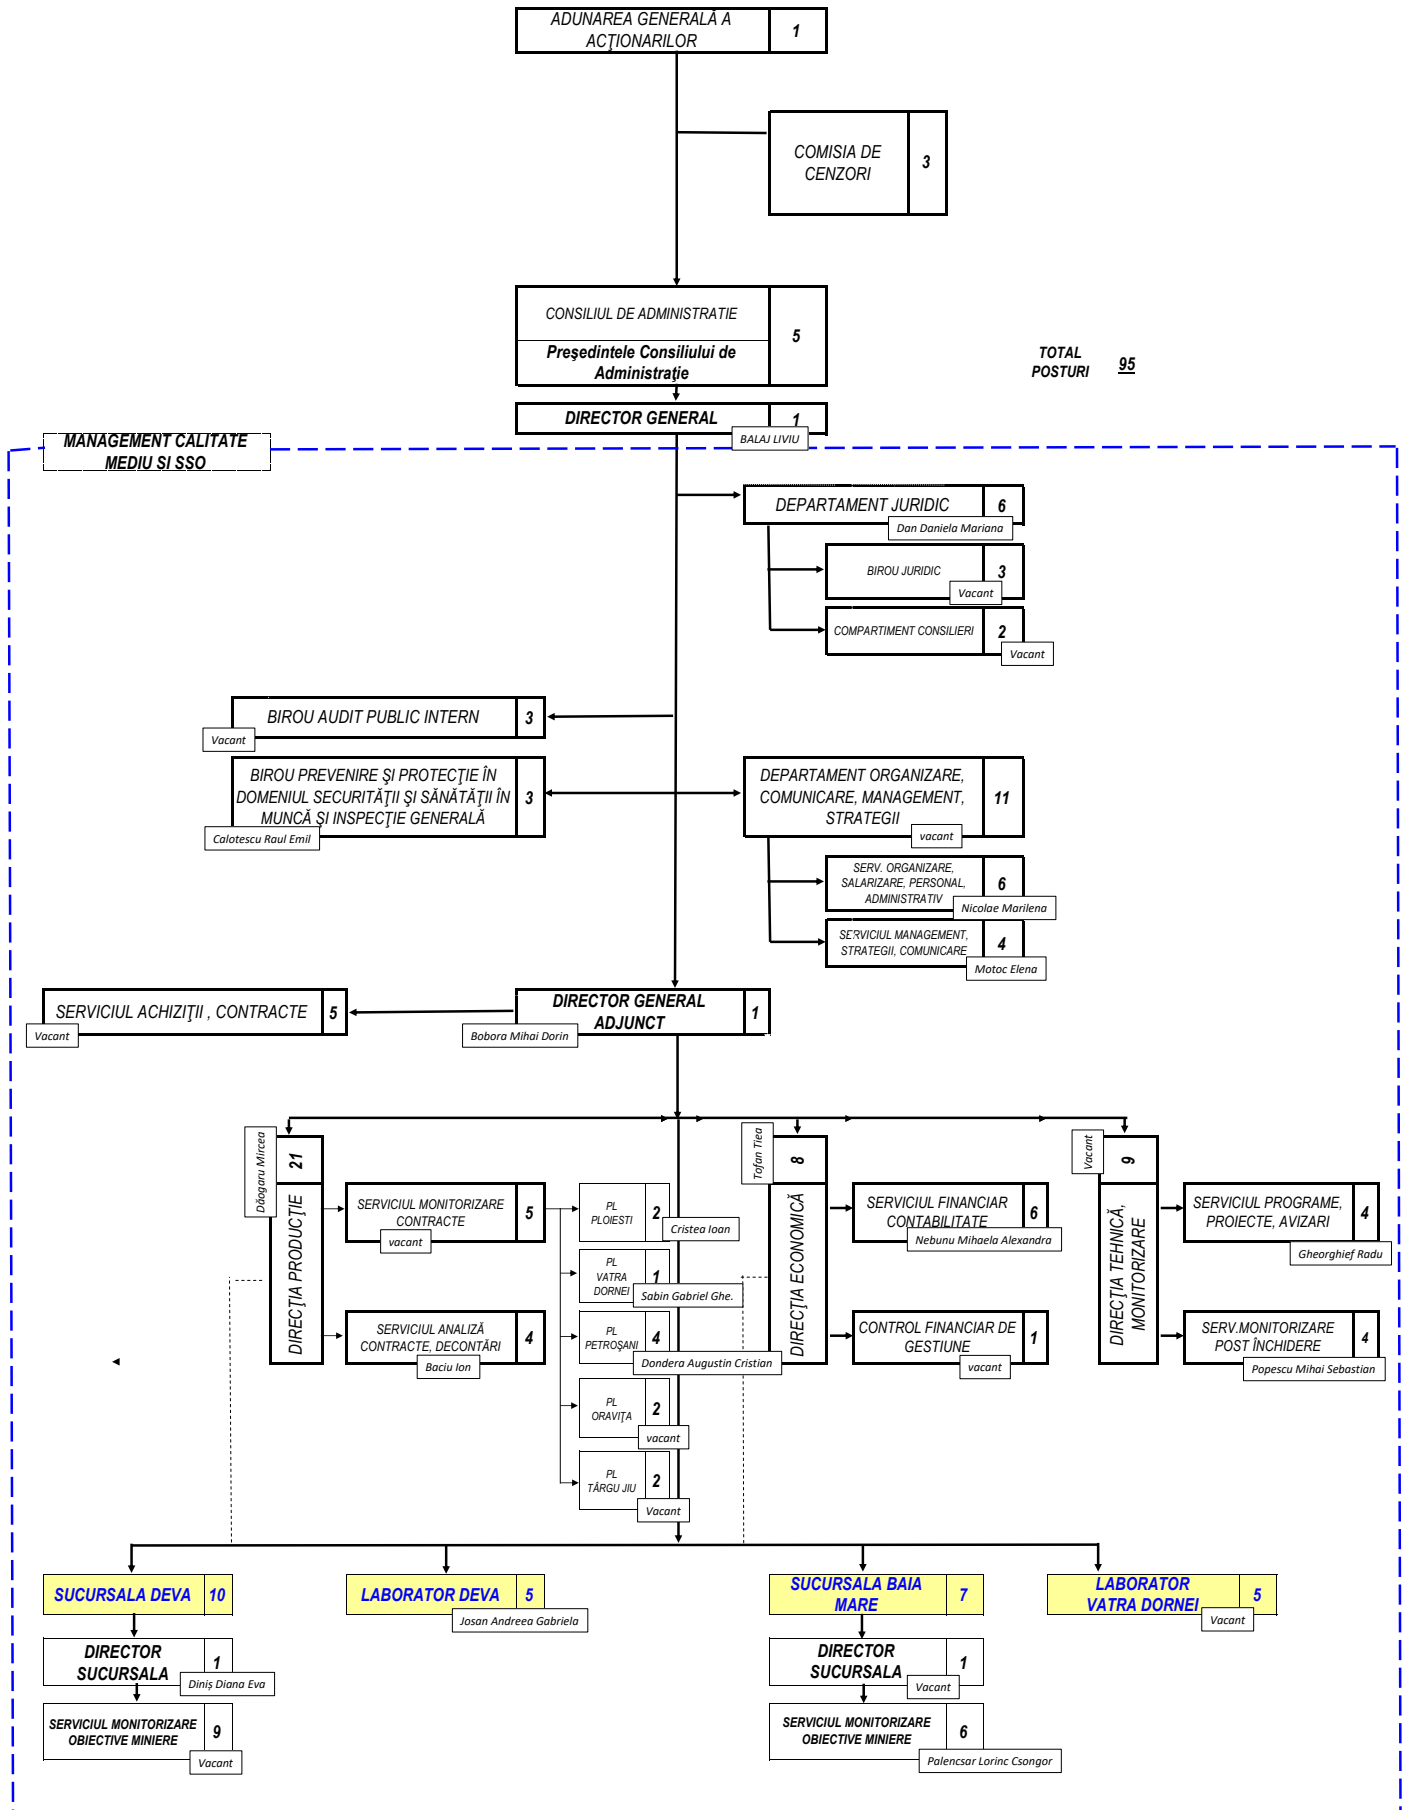 ADUNAREA GENERALĂ A
ACŢIONARILOR
1
COMISIA DE
CENZORI
3
CONSILIUL DE ADMINISTRATIE
Preşedintele Consiliului de
Administraţie
5
TOTAL
POSTURI
95
DIRECTOR GENERAL
1
BALAJ LIVIU
MANAGEMENT CALITATE
MEDIU SI SSO
DEPARTAMENT JURIDIC
6
Dan Daniela Mariana
BIROU JURIDIC
3
Vacant
COMPARTIMENT CONSILIERI
2
Vacant
BIROU AUDIT PUBLIC INTERN
3
Vacant
BIROU PREVENIRE ŞI PROTECŢIE ÎN
DOMENIUL SECURITĂŢII ŞI SĂNĂTĂŢII ÎN
MUNCĂ ŞI INSPECŢIE GENERALĂ
3
Calotescu Raul Emil
DEPARTAMENT ORGANIZARE,
COMUNICARE, MANAGEMENT,
STRATEGII
11
vacant
SERV. ORGANIZARE,
SALARIZARE, PERSONAL,
ADMINISTRATIV
6
Nicolae Marilena
SERVICIUL MANAGEMENT,
STRATEGII, COMUNICARE
4
Motoc Elena
SERVICIUL ACHIZIŢII , CONTRACTE
5
Vacant
DIRECTOR GENERAL
ADJUNCT
1
Bobora Mihai Dorin
Dăogaru Mircea
21
DIRECŢIA PRODUCŢIE
SERVICIUL MONITORIZARE
CONTRACTE
5
vacant
SERVICIUL ANALIZĂ
CONTRACTE, DECONTĂRI
4
Baciu Ion
PL
PLOIESTI
2
Cristea Ioan
PL
VATRA
DORNEI
1
Sabin Gabriel Ghe.
PL
PETROŞANI
4
Dondera Augustin Cristian
PL
ORAVIŢA
2
vacant
PL
TÂRGU JIU
2
Vacant
Tofan Tiea
8
DIRECŢIA ECONOMICĂ
SERVICIUL FINANCIAR
CONTABILITATE
6
Nebunu Mihaela Alexandra
CONTROL FINANCIAR DE
GESTIUNE
1
vacant
Vacant
9
DIRECŢIA TEHNICĂ,
MONITORIZARE
SERVICIUL PROGRAME,
PROIECTE, AVIZARI
4
Gheorghief Radu
SERV.MONITORIZARE
POST ÎNCHIDERE
4
Popescu Mihai Sebastian
SUCURSALA DEVA
10
DIRECTOR
SUCURSALA
1
Diniș Diana Eva
SERVICIUL MONITORIZARE
OBIECTIVE MINIERE
9
Vacant
LABORATOR DEVA
5
Josan Andreea Gabriela
SUCURSALA BAIA
MARE
7
DIRECTOR
SUCURSALA
1
Vacant
SERVICIUL MONITORIZARE
OBIECTIVE MINIERE
6
Palencsar Lorinc Csongor
LABORATOR
VATRA DORNEI
5
Vacant